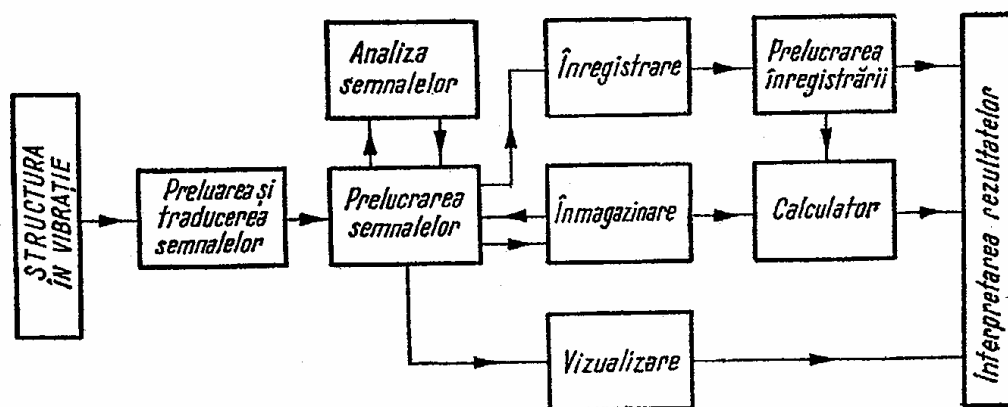 STRUCTURA
ÎN VIBRAȚIE
Preluarea și
traducerea
semnalelor
Analiza
semnalelor
Prelucrarea
semnalelor
Înregistrare
Înmagazinare
Vizualizare
Prelucrarea
înregistrării
Calculator
Interpretarea rezultatelor